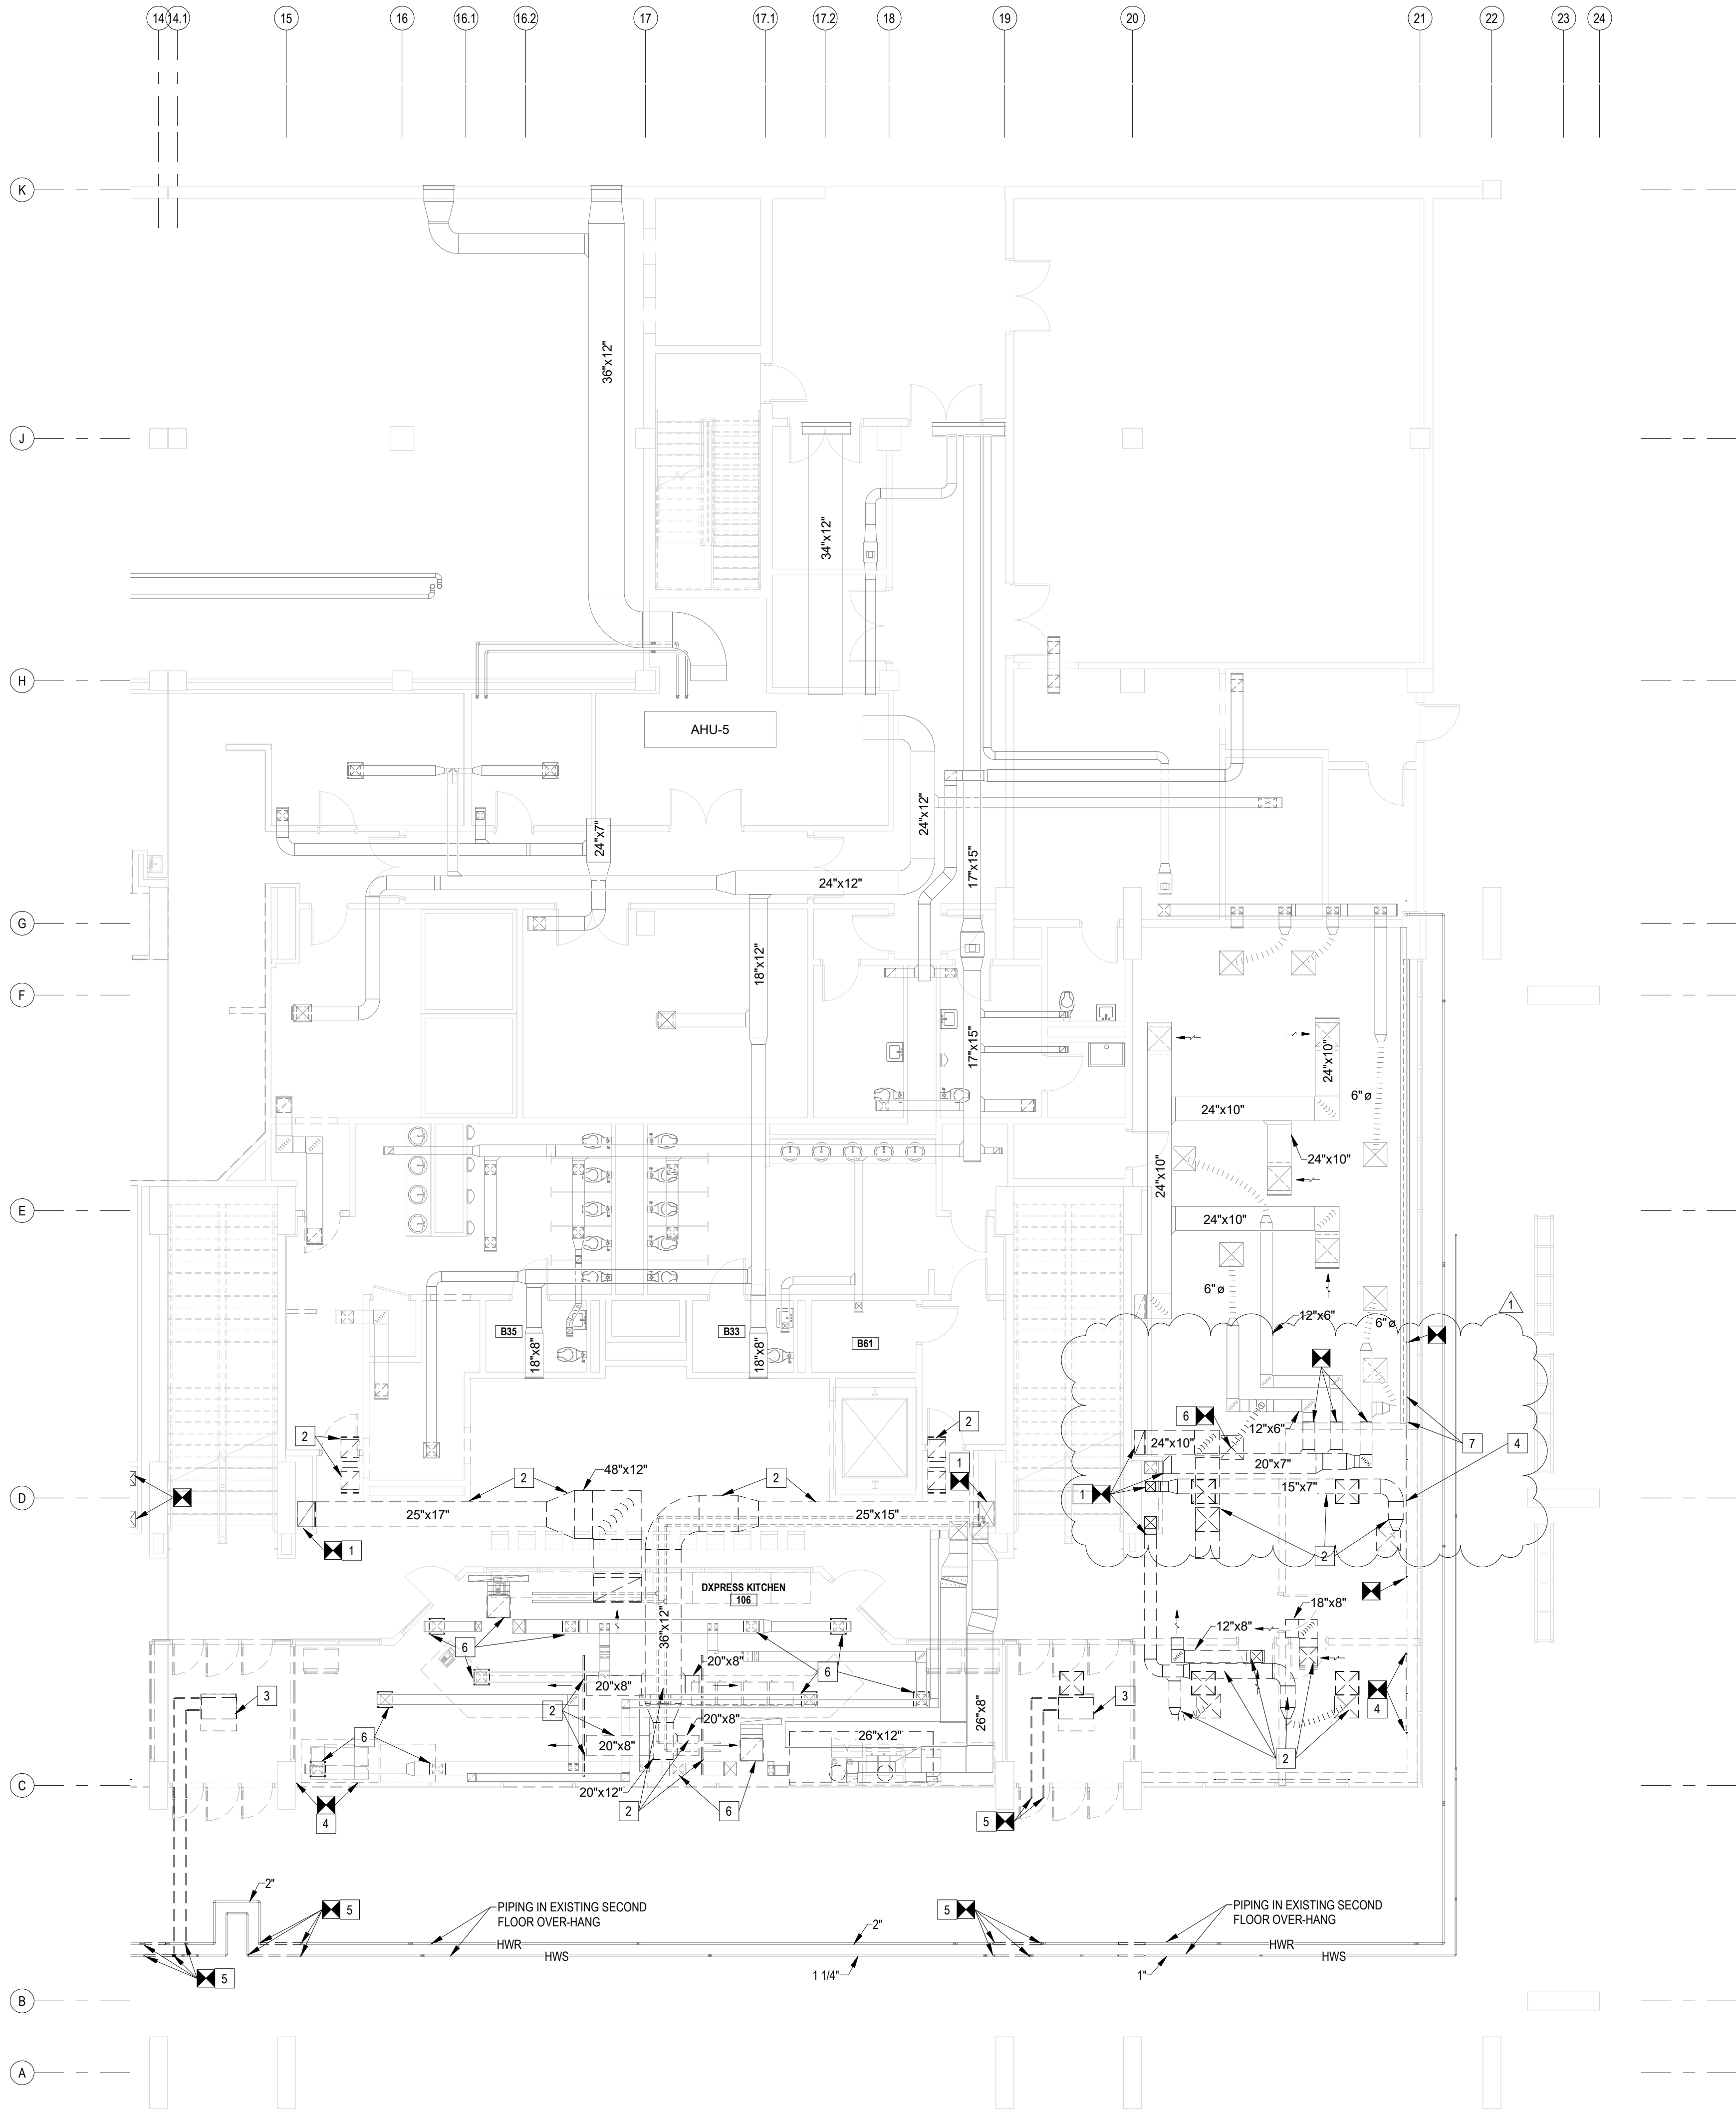 14
14.1
15
16
16.1
16.2
17
17.1
17.2
18
19
20
21
22
23
24
K
36"x12"
J
34"x12"
H
AHU-5
24"x12"
24"x7"
17"x15"
24"x12"
G
18"x12"
F
17"x15"
24"x10"
6"ø
24"x10"
24"x10"
24"x10"
E
24"x10"
6"ø
12"x6"
1
B35
B33
B61
6"ø
18"x8"
18"x8"
6
2
2
12"x6"
24"x10"
7
4
20"x7"
1
2
48"x12"
2
15"x7"
1
D
25"x17"
25"x15"
1
2
DXPRESS KITCHEN
106
18"x8"
12"x8"
36"x12"
6
20"x8"
6
20"x8"
3
3
4
2
20"x8"
26"x8"
6
20"x8"
26"x12"
2
C
20"x12"
2
6
4
5
2"
5
PIPING IN EXISTING SECOND
FLOOR OVER-HANG
5
PIPING IN EXISTING SECOND
FLOOR OVER-HANG
2"
HWR
HWR
HWS
HWS
5
1 1/4"
1"
B
A